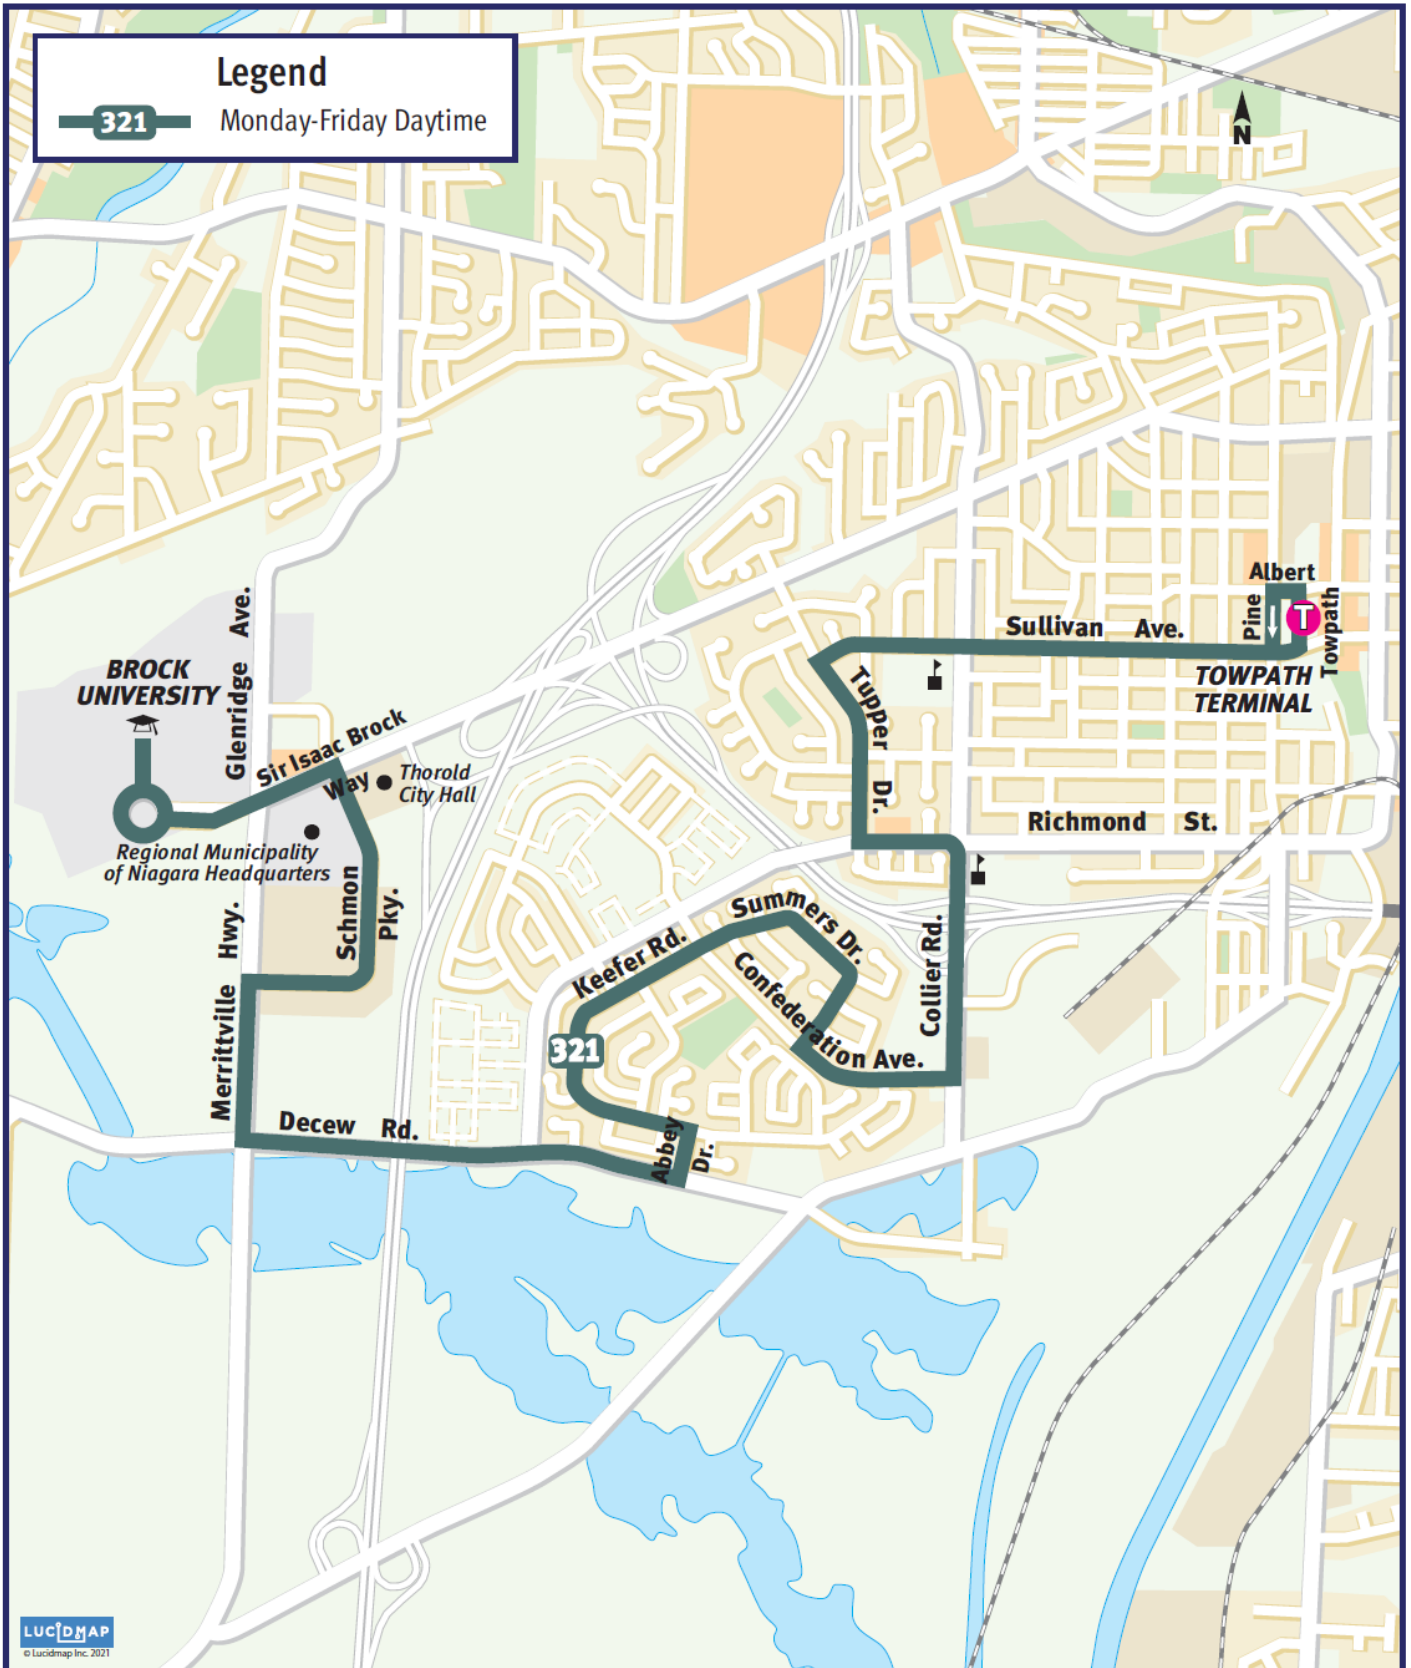 Legend
321 Monday-Friday Daytime
N
Albert
Pine
T
Towpath
Sullivan Ave.
TOWPATH
TERMINAL
Glenridge Ave.
BROCK
UNIVERSITY
Tupper Dr.
Sir Isaac Brock
Way
Thorold
City Hall
Richmond St.
Regional Municipality
of Niagara Headquarters
Schmon Pky.
Summers Dr.
Keefer Rd.
Confederation Ave.
Collier Rd.
Merrittville Hwy.
321
Decew Rd.
Abbey Dr.
LUCIDMAP
© Lucidmap Inc. 2021